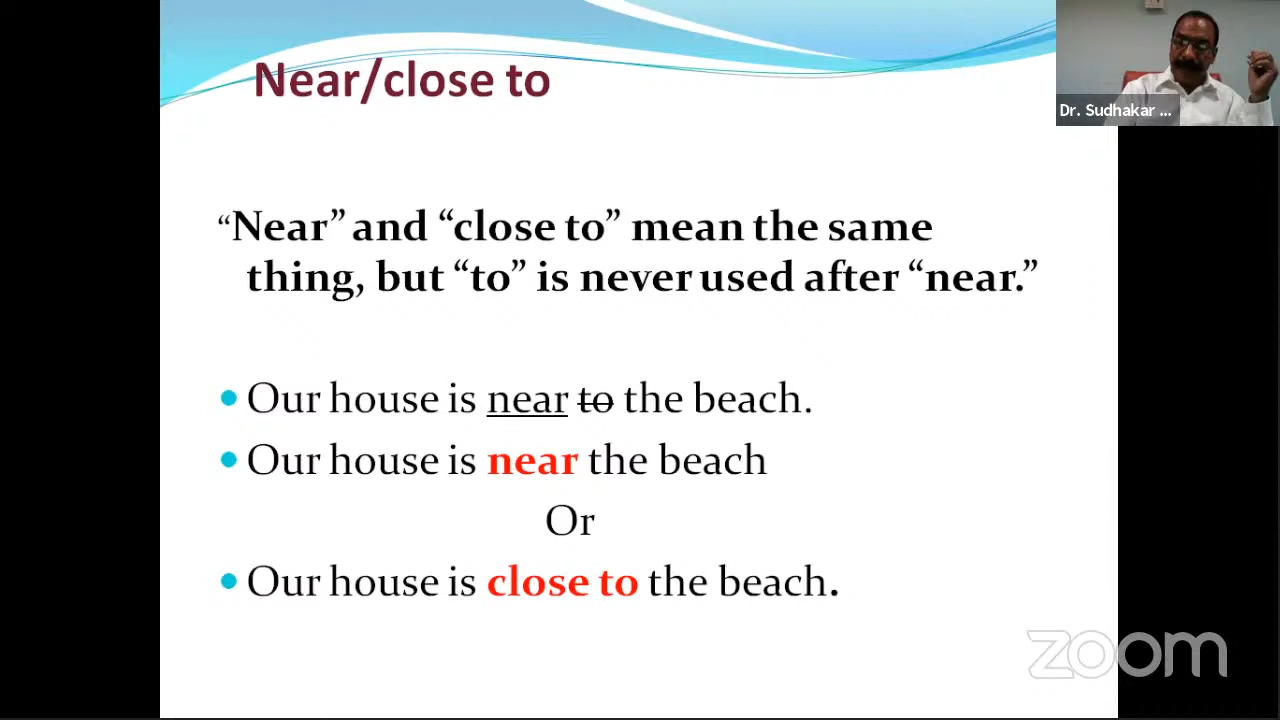 Near/close to
Dr. Sudhakar ...
“Near” and “close to” mean the same
thing, but “to” is never used after “near.”
• Our house is near to the beach.
• Our house is near the beach
Or
• Our house is close to the beach.
zoom